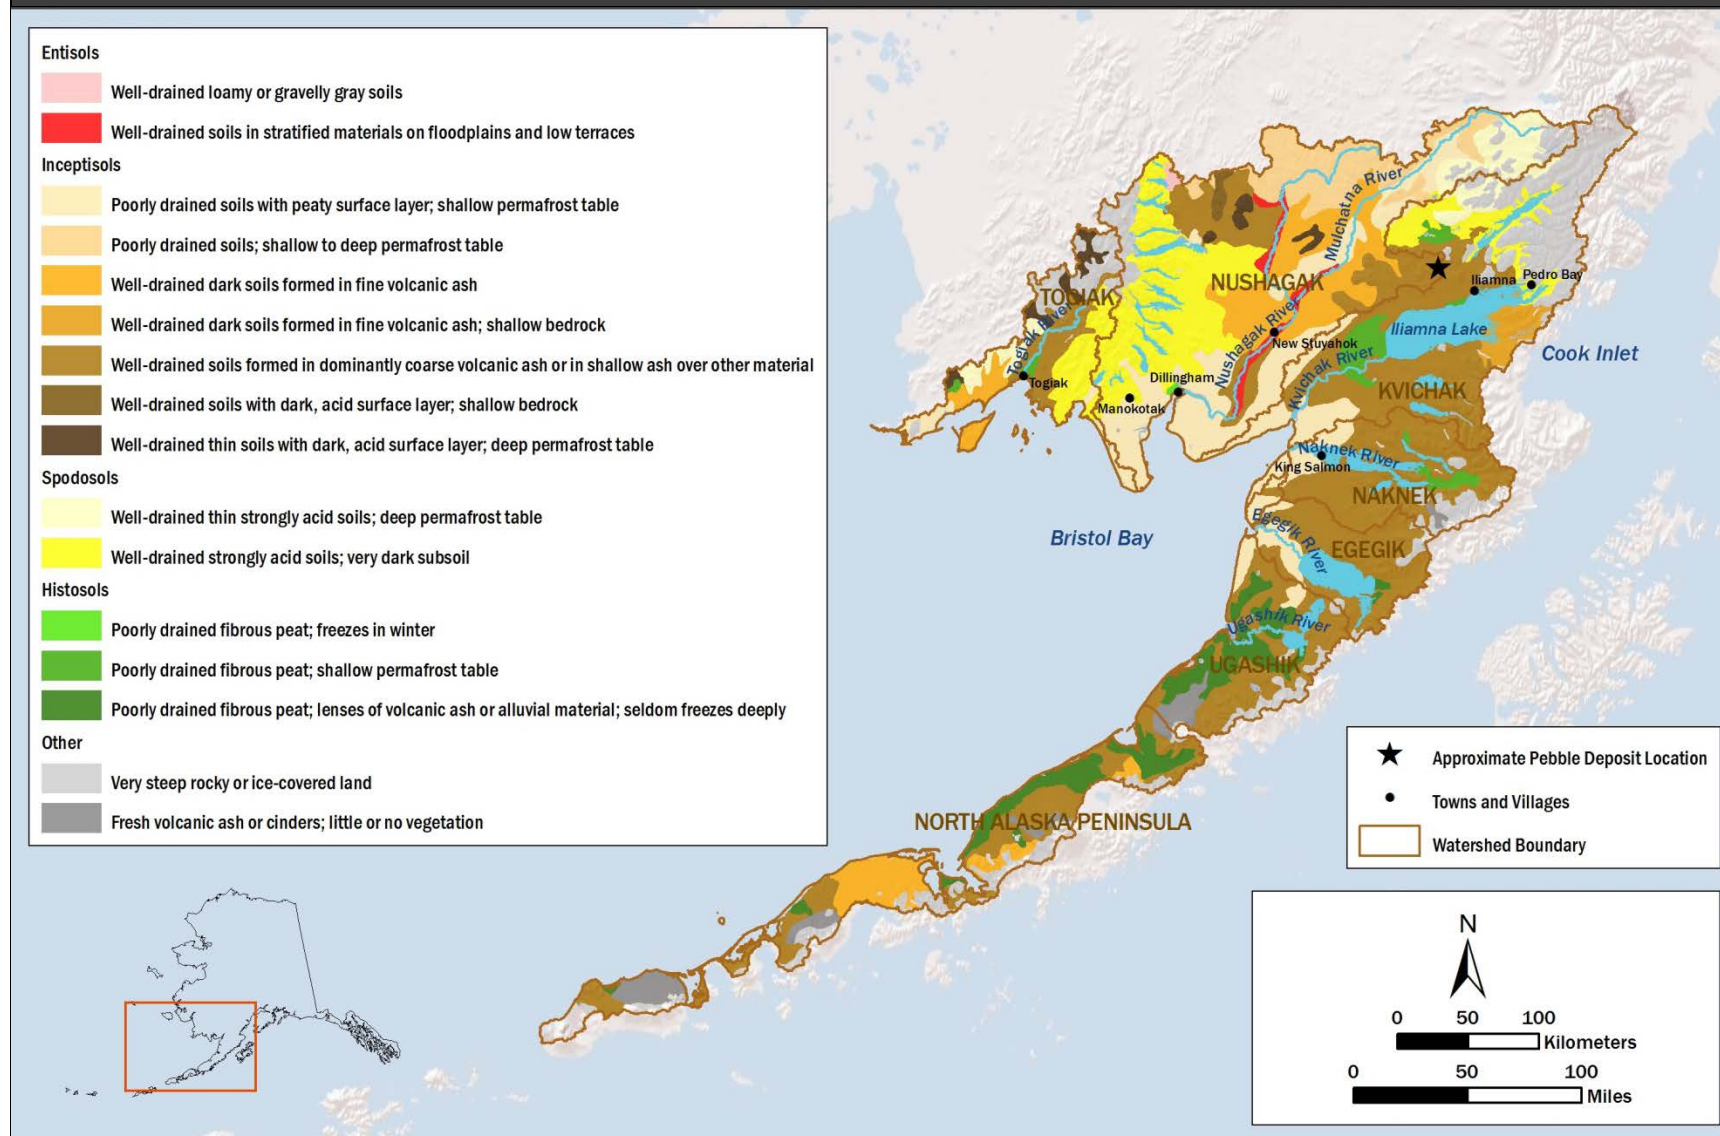 Entisols
Well-drained loamy or gravelly gray soils
Well-drained soils in stratified materials on floodplains and low terraces
Inceptisols
Poorly drained soils with peaty surface layer; shallow permafrost table
Poorly drained soils; shallow to deep permafrost table
Well-drained dark soils formed in fine volcanic ash
Well-drained dark soils formed in fine volcanic ash; shallow bedrock
Well-drained soils formed in dominantly coarse volcanic ash or in shallow ash over other material
Well-drained soils with dark, acid surface layer; shallow bedrock
Well-drained thin soils with dark, acid surface layer; deep permafrost table
Spodosols
Well-drained thin strongly acid soils; deep permafrost table
Well-drained strongly acid soils; very dark subsoil
Histosols
Poorly drained fibrous peat; freezes in winter
Poorly drained fibrous peat; shallow permafrost table
Poorly drained fibrous peat; lenses of volcanic ash or alluvial material; seldom freezes deeply
Other
Very steep rocky or ice-covered land
Fresh volcanic ash or cinders; little or no vegetation
Mulchatna River
NUSHAGAK
TOGIAK
Togiak River
Togiak
Nushagak River
New Stuyahok
Dillingham
Manokotak
Iliamna
Pedro Bay
Iliamna Lake
Cook Inlet
Kvichak River
KVICHAK
Naknek River
King Salmon
NAKNEK
Bristol Bay
Egegik River
EGEGIK
Ugashik River
UGASHIK
NORTH ALASKA PENINSULA
Approximate Pebble Deposit Location
Towns and Villages
Watershed Boundary
N
0 50 100
Kilometers
0 50 100
Miles